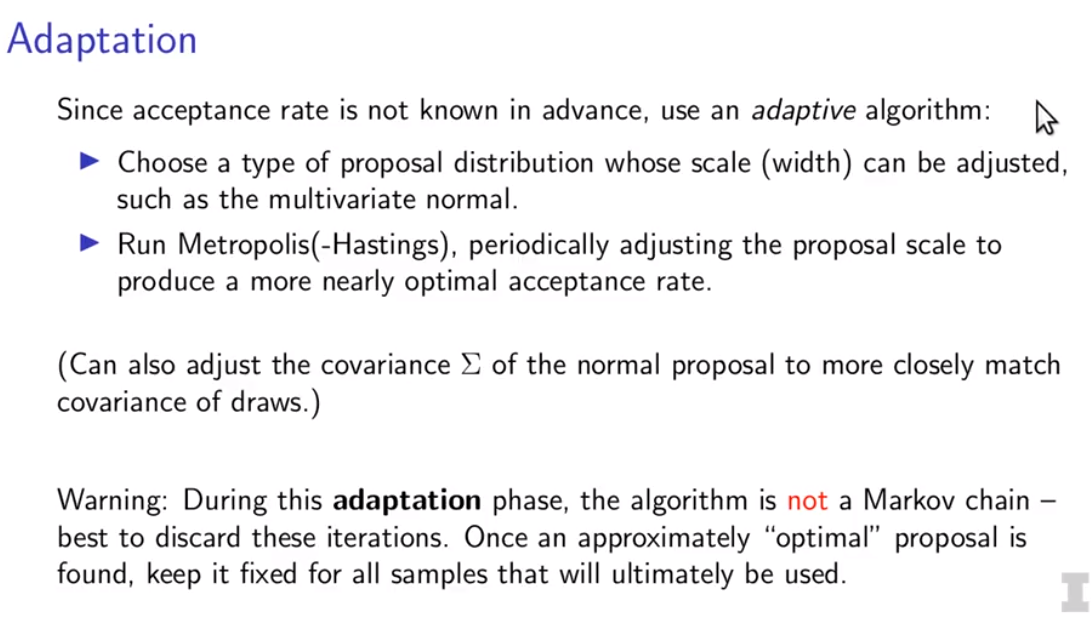 Adaptation
Since acceptance rate is not known in advance, use an adaptive algorithm:
▶ Choose a type of proposal distribution whose scale (width) can be adjusted,
such as the multivariate normal.
▶ Run Metropolis(-Hastings), periodically adjusting the proposal scale to
produce a more nearly optimal acceptance rate.
(Can also adjust the covariance Σ of the normal proposal to more closely match
covariance of draws.)
Warning: During this adaptation phase, the algorithm is not a Markov chain –
best to discard these iterations. Once an approximately “optimal” proposal is
found, keep it fixed for all samples that will ultimately be used.
I